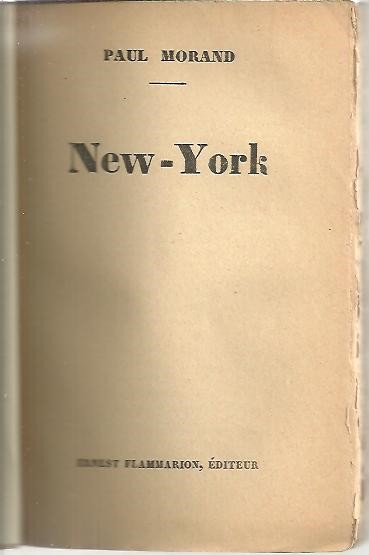 PAUL MORAND
New-York
ERNEST FLAMMARION, ÉDITEUR